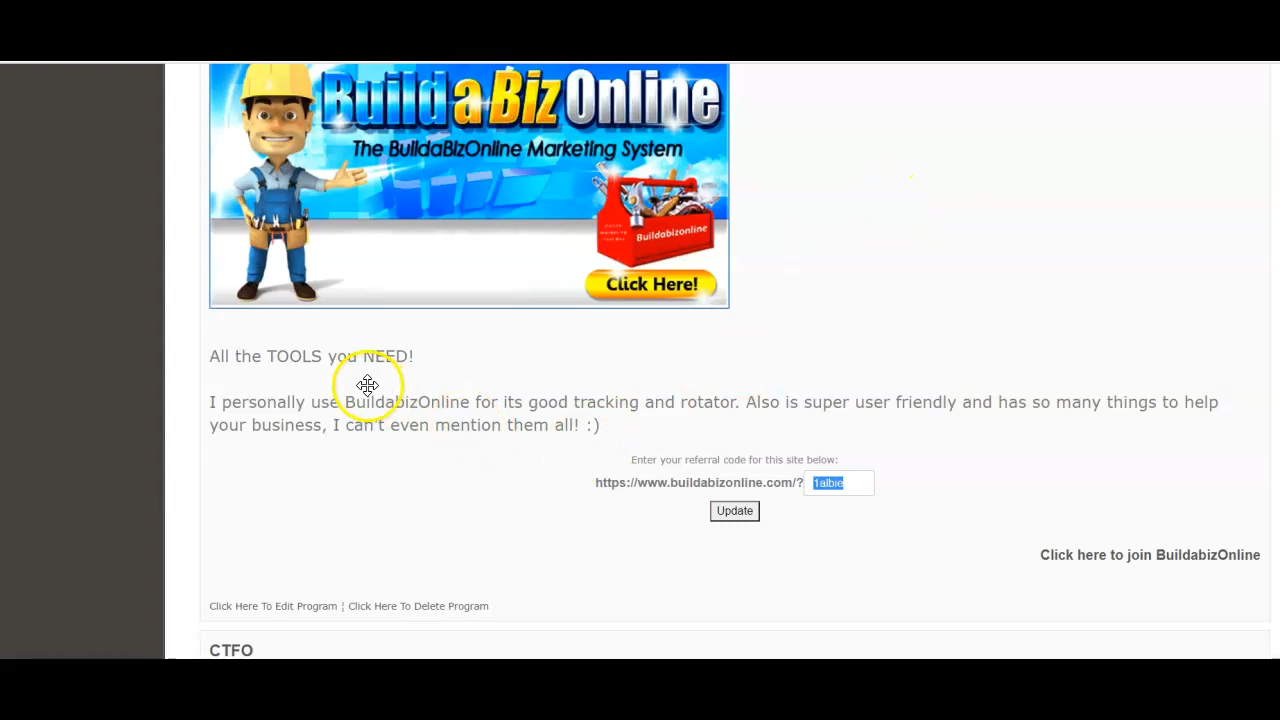 Build a Biz Online
The BuildaBizOnline Marketing System
Buildabizonline
Click Here!
All the TOOLS you NEED!
I personally use BuildabizOnline for its good tracking and rotator. Also is super user friendly and has so many things to help
your business, I can't even mention them all! :)
Enter your referral code for this site below:
https://www.buildabizonline.com/? 1albie
Update
Click here to join BuildabizOnline
Click Here To Edit Program ¦ Click Here To Delete Program
CTFO